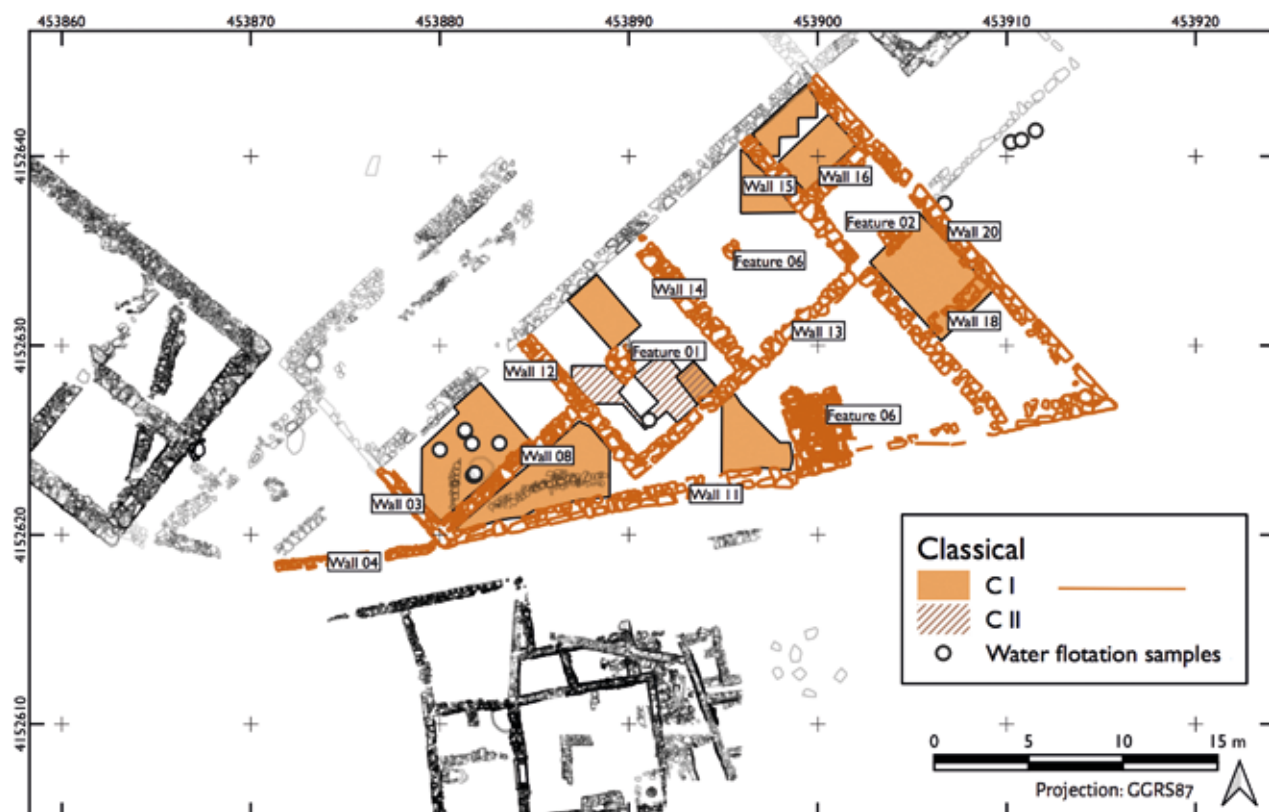 453860 453870 453880 453890 453900 453910 453920
4152640
4152630
4152620
4152610
Wall 15
Wall 16
Feature 02
Wall 20
Feature 06
Wall 14
Wall 13
Wall 18
Feature 01
Wall 12
Feature 06
Wall 08
Wall 11
Wall 03
Wall 04
Classical
C I
C II
Water flotation samples
0 5 10 15 m
Projection: GGRS87